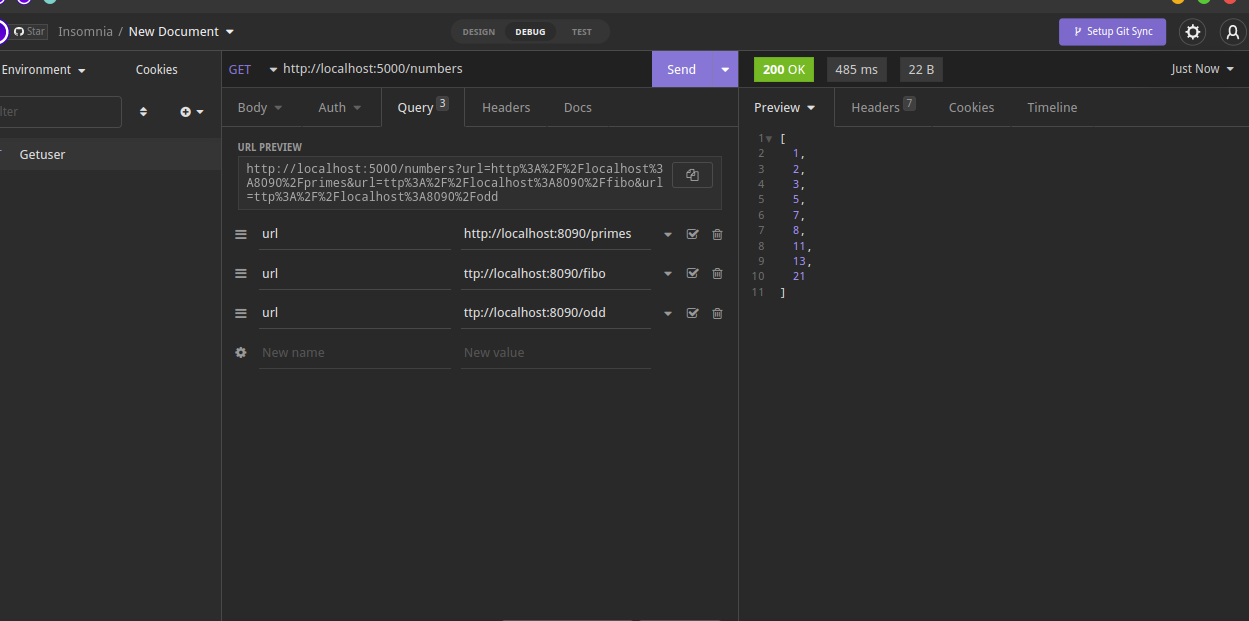 Star
Insomnia / New Document
DESIGN
DEBUG
TEST
Setup Git Sync
Environment
Cookies
GET
http://localhost:5000/numbers
Send
200 OK
485 ms
22 B
Just Now
lter
Body
Auth
Query 3
Headers
Docs
Preview
Headers 7
Cookies
Timeline
Getuser
URL PREVIEW
http://localhost:5000/numbers?url=http%3A%2F%2Flocalhost%3
A8090%2Fprimes&url=ttp%3A%2F%2Flocalhost%3A8090%2Ffibo&url
=ttp%3A%2F%2Flocalhost%3A8090%2Fodd
url
http://localhost:8090/primes
url
ttp://localhost:8090/fibo
url
ttp://localhost:8090/odd
New name
New value
1 [
2 1,
3 2,
4 3,
5 5,
6 7,
7 8,
8 11,
9 13,
10 21
11 ]